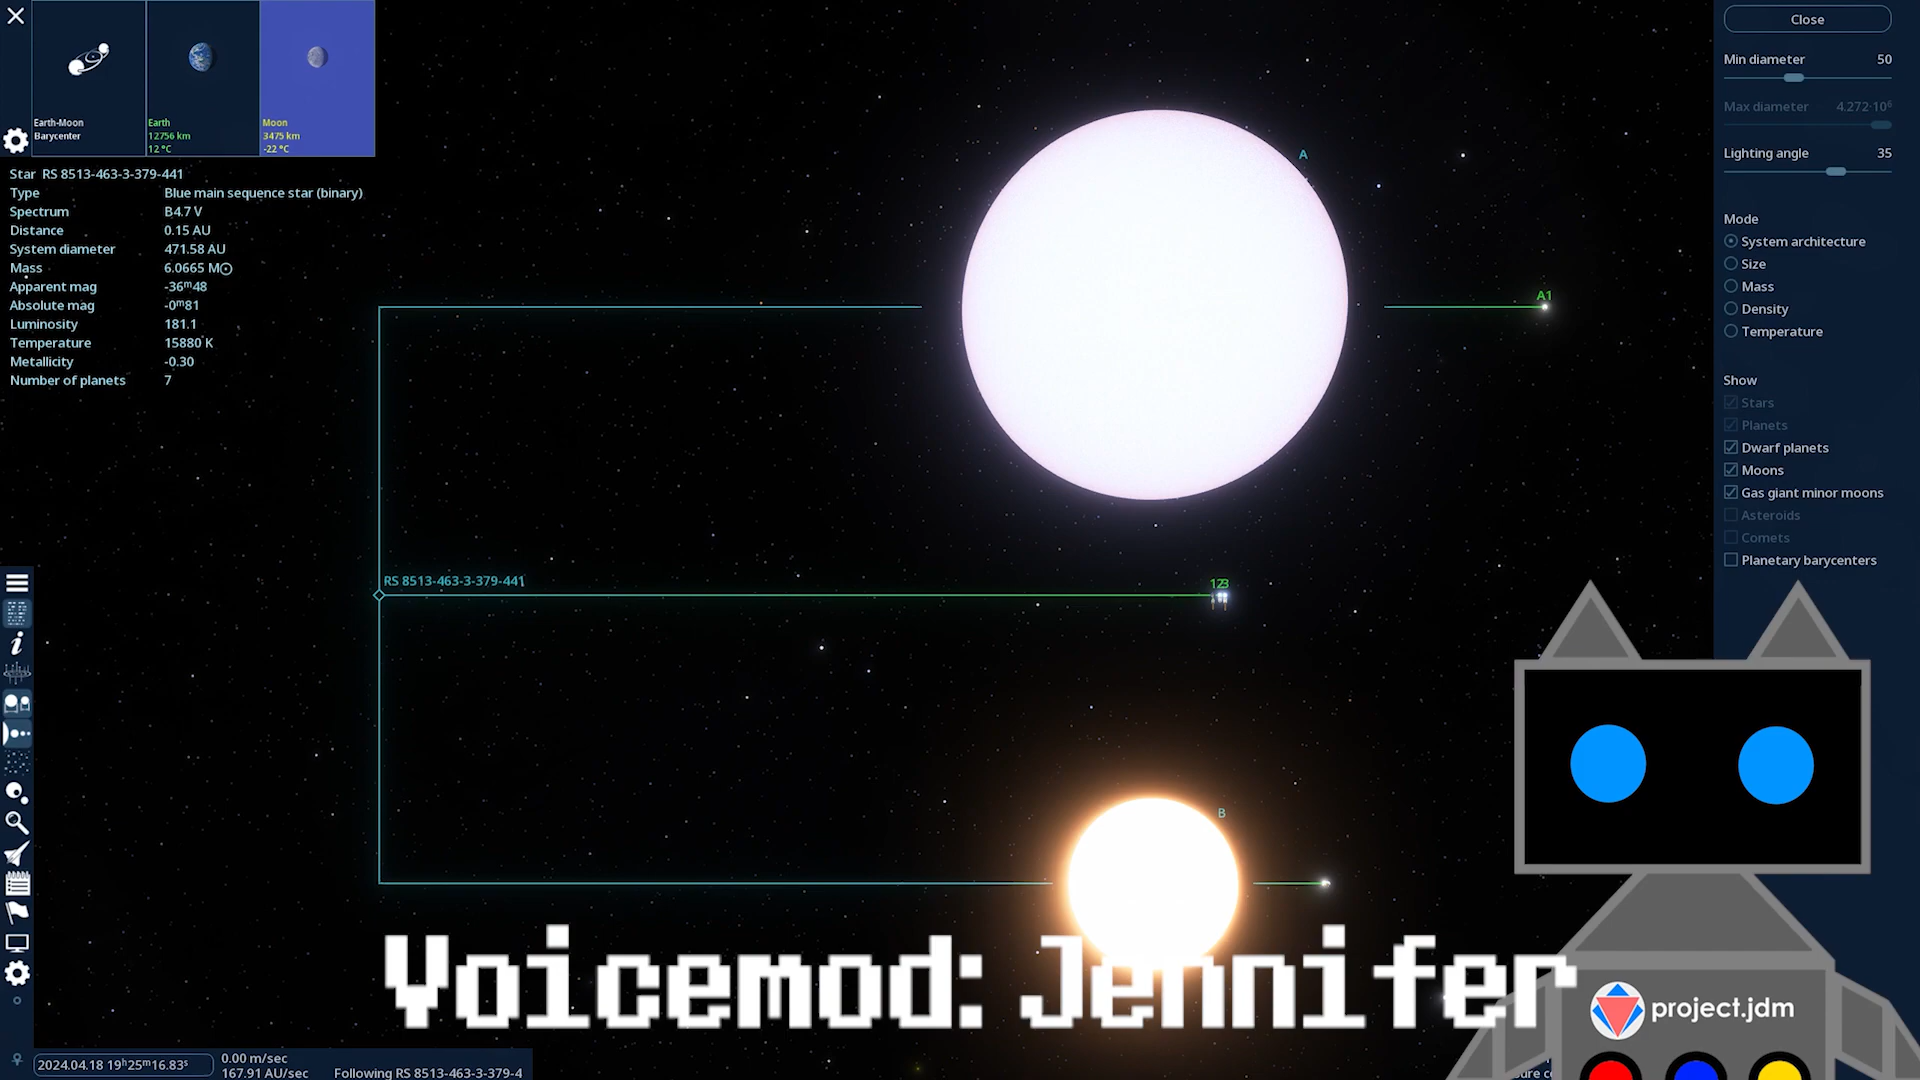 Earth-Moon
Barycenter
Earth
12756 km
12 °C
Moon
3475 km
-22 °C
Star RS 8513-463-3-379-441
Type Blue main sequence star (binary)
Spectrum B4.7 V
Distance 0.15 AU
System diameter 471.58 AU
Mass 6.0665 M☉
Apparent mag -36ᵐ48
Absolute mag -0ᵐ81
Luminosity 181.1
Temperature 15880 K
Metallicity -0.30
Number of planets 7
A
A1
RS 8513-463-3-379-441
123
B
Close
Min diameter 50
Max diameter 4.272·10⁶
Lighting angle 35
Mode
System architecture
Size
Mass
Density
Temperature
Show
Stars
Planets
Dwarf planets
Moons
Gas giant minor moons
Asteroids
Comets
Planetary barycenters
Voicemod: Jennifer
project.jdm
2024.04.18 19ʰ25ᵐ16.83ˢ
0.00 m/sec
167.91 AU/sec
Following RS 8513-463-3-379-4